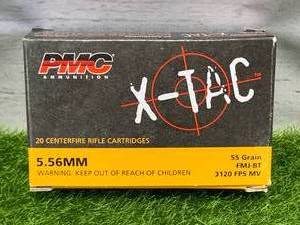 PMC
AMMUNITION
X-TAC
20 CENTERFIRE RIFLE CARTRIDGES
5.56MM
WARNING: KEEP OUT OF REACH OF CHILDREN
55 Grain
FMJ-BT
3120 FPS MV